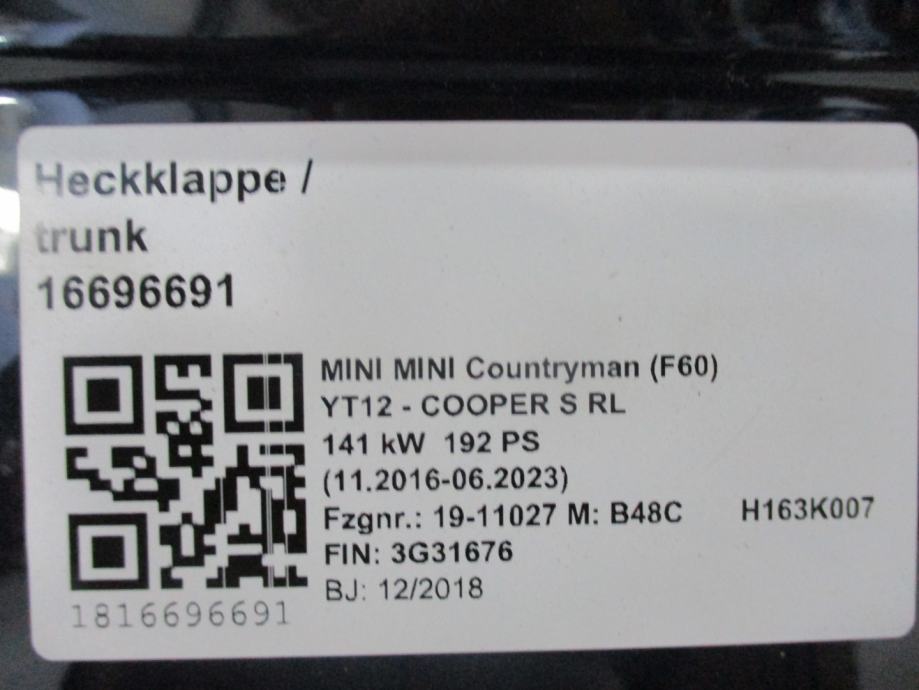 Heckklappe /
trunk
16696691
MINI MINI Countryman (F60)
YT12 - COOPER S RL
141 kW 192 PS
(11.2016-06.2023)
Fzgnr.: 19-11027 M: B48C H163K007
FIN: 3G31676
BJ: 12/2018
1816696691